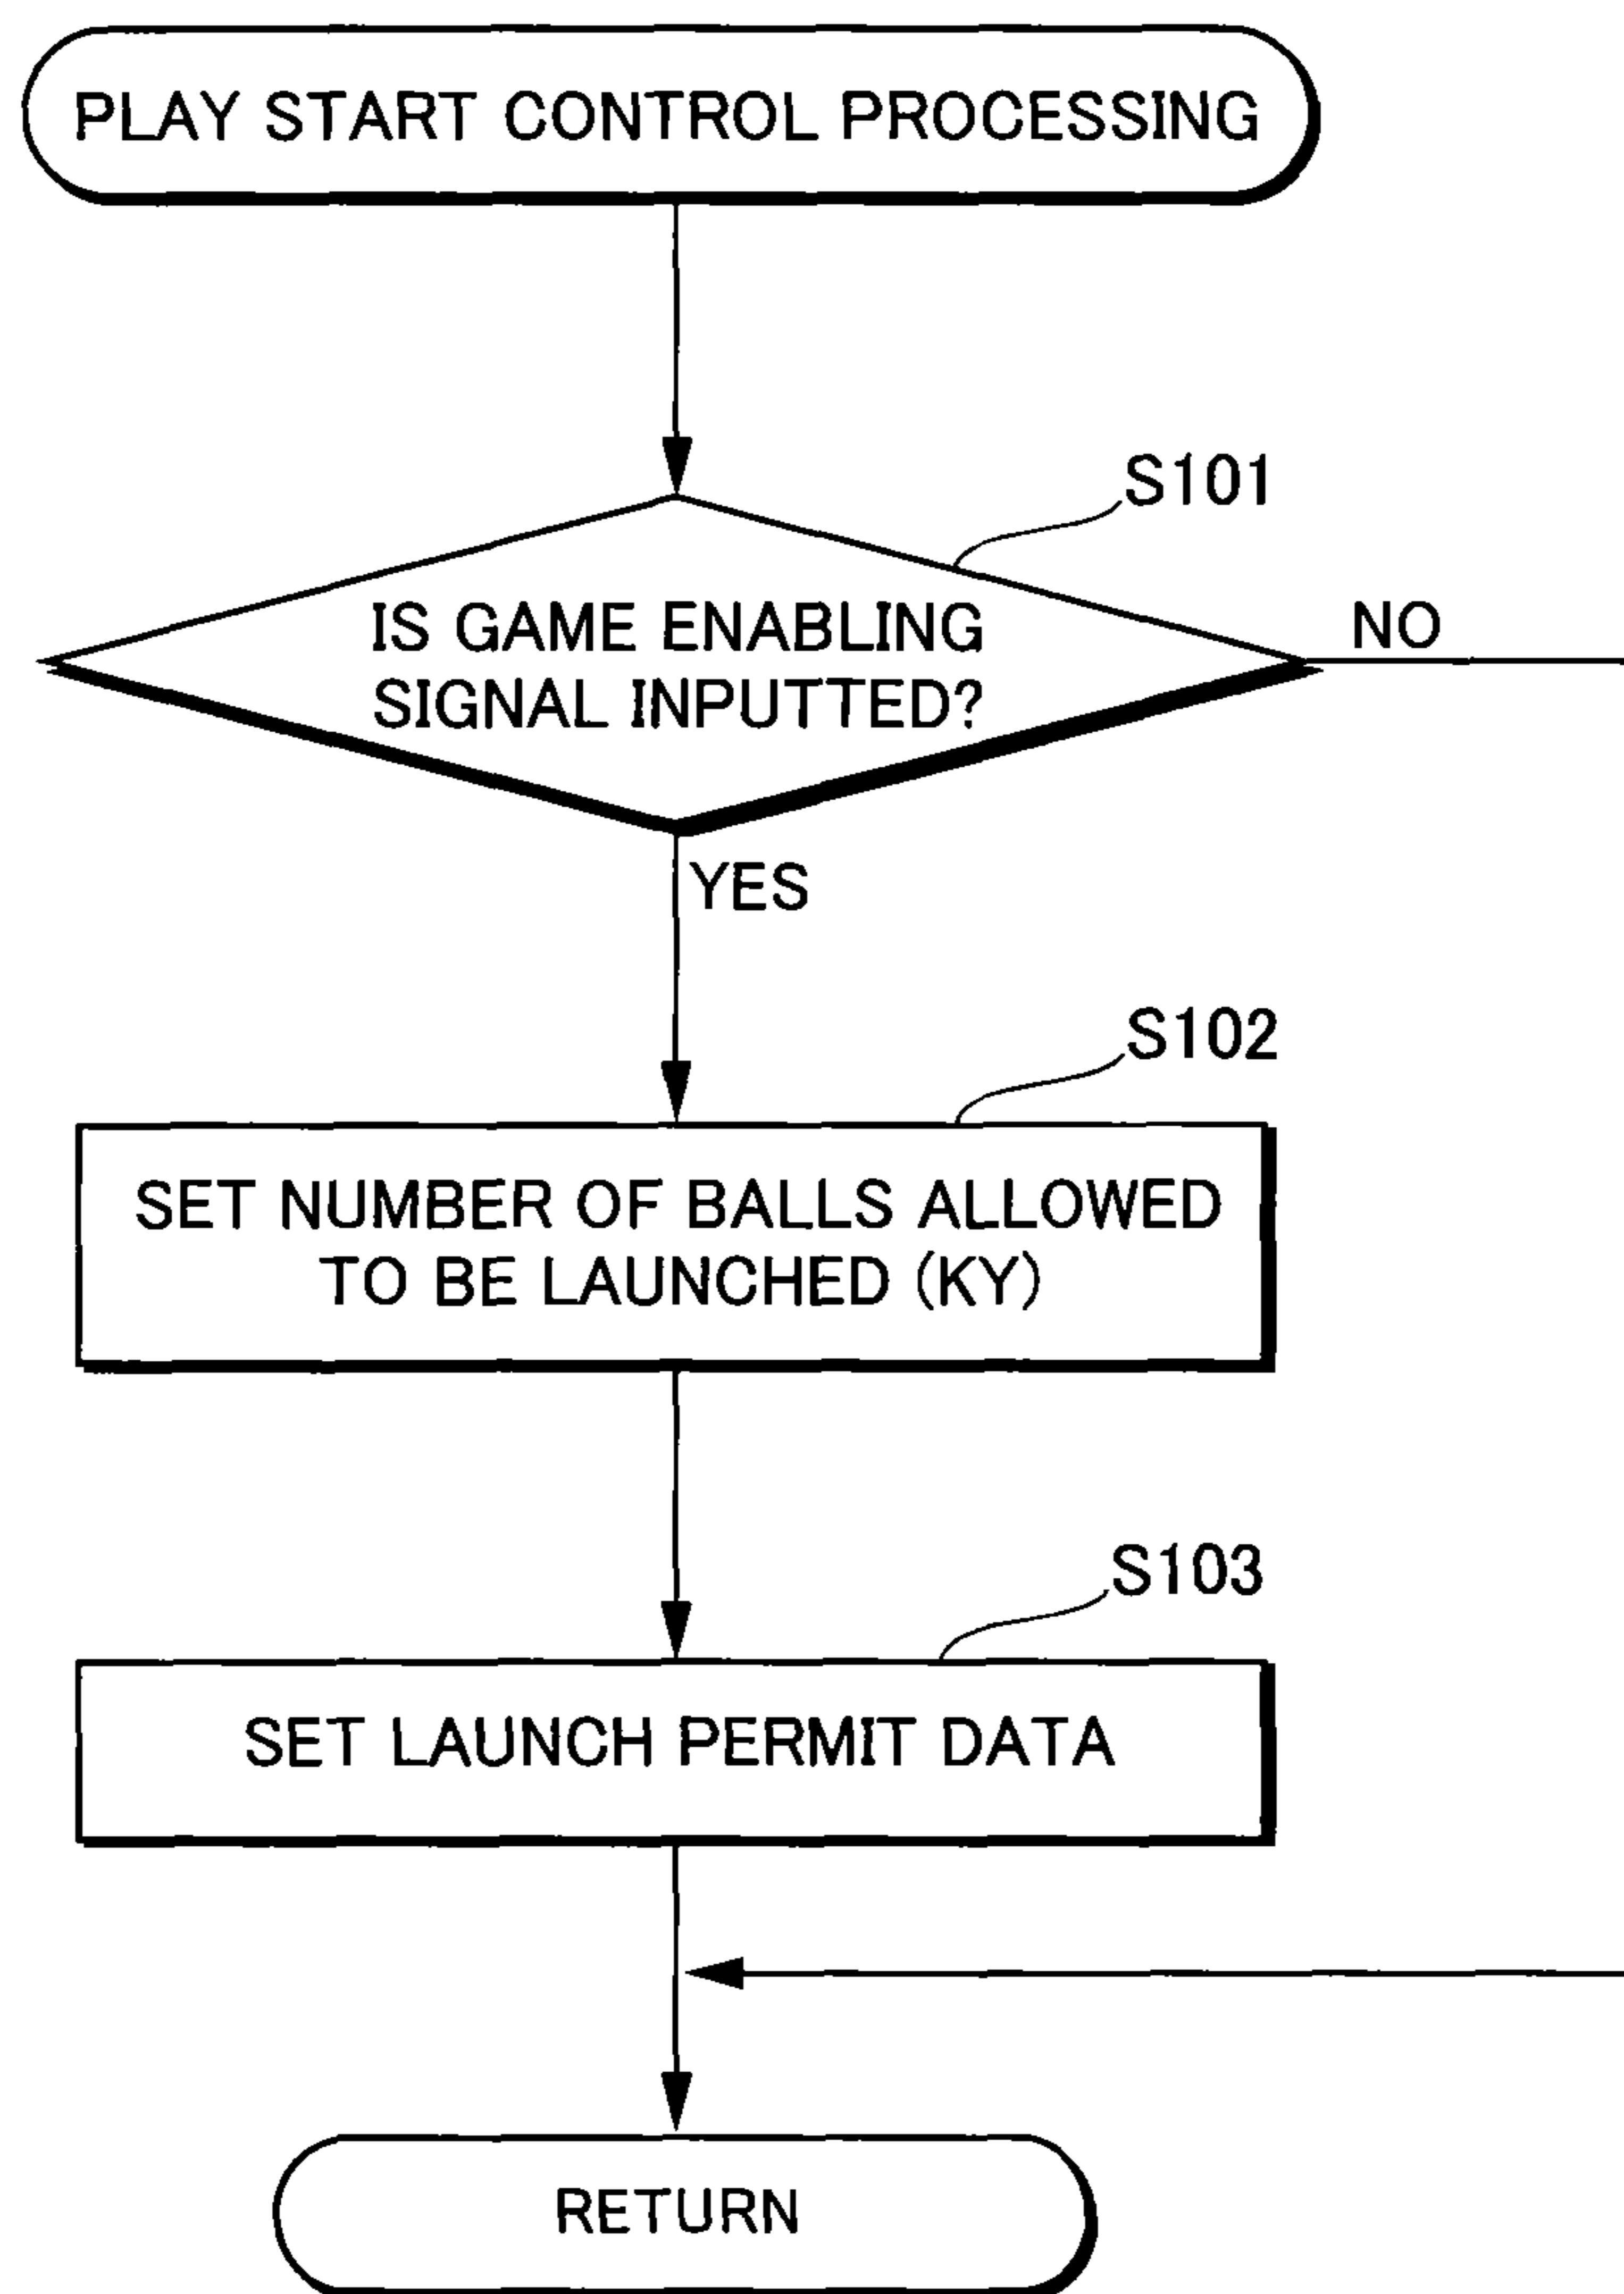 PLAY START CONTROL PROCESSING
S101
IS GAME ENABLING
SIGNAL INPUTTED?
NO
YES
S102
SET NUMBER OF BALLS ALLOWED
TO BE LAUNCHED (KY)
S103
SET LAUNCH PERMIT DATA
RETURN